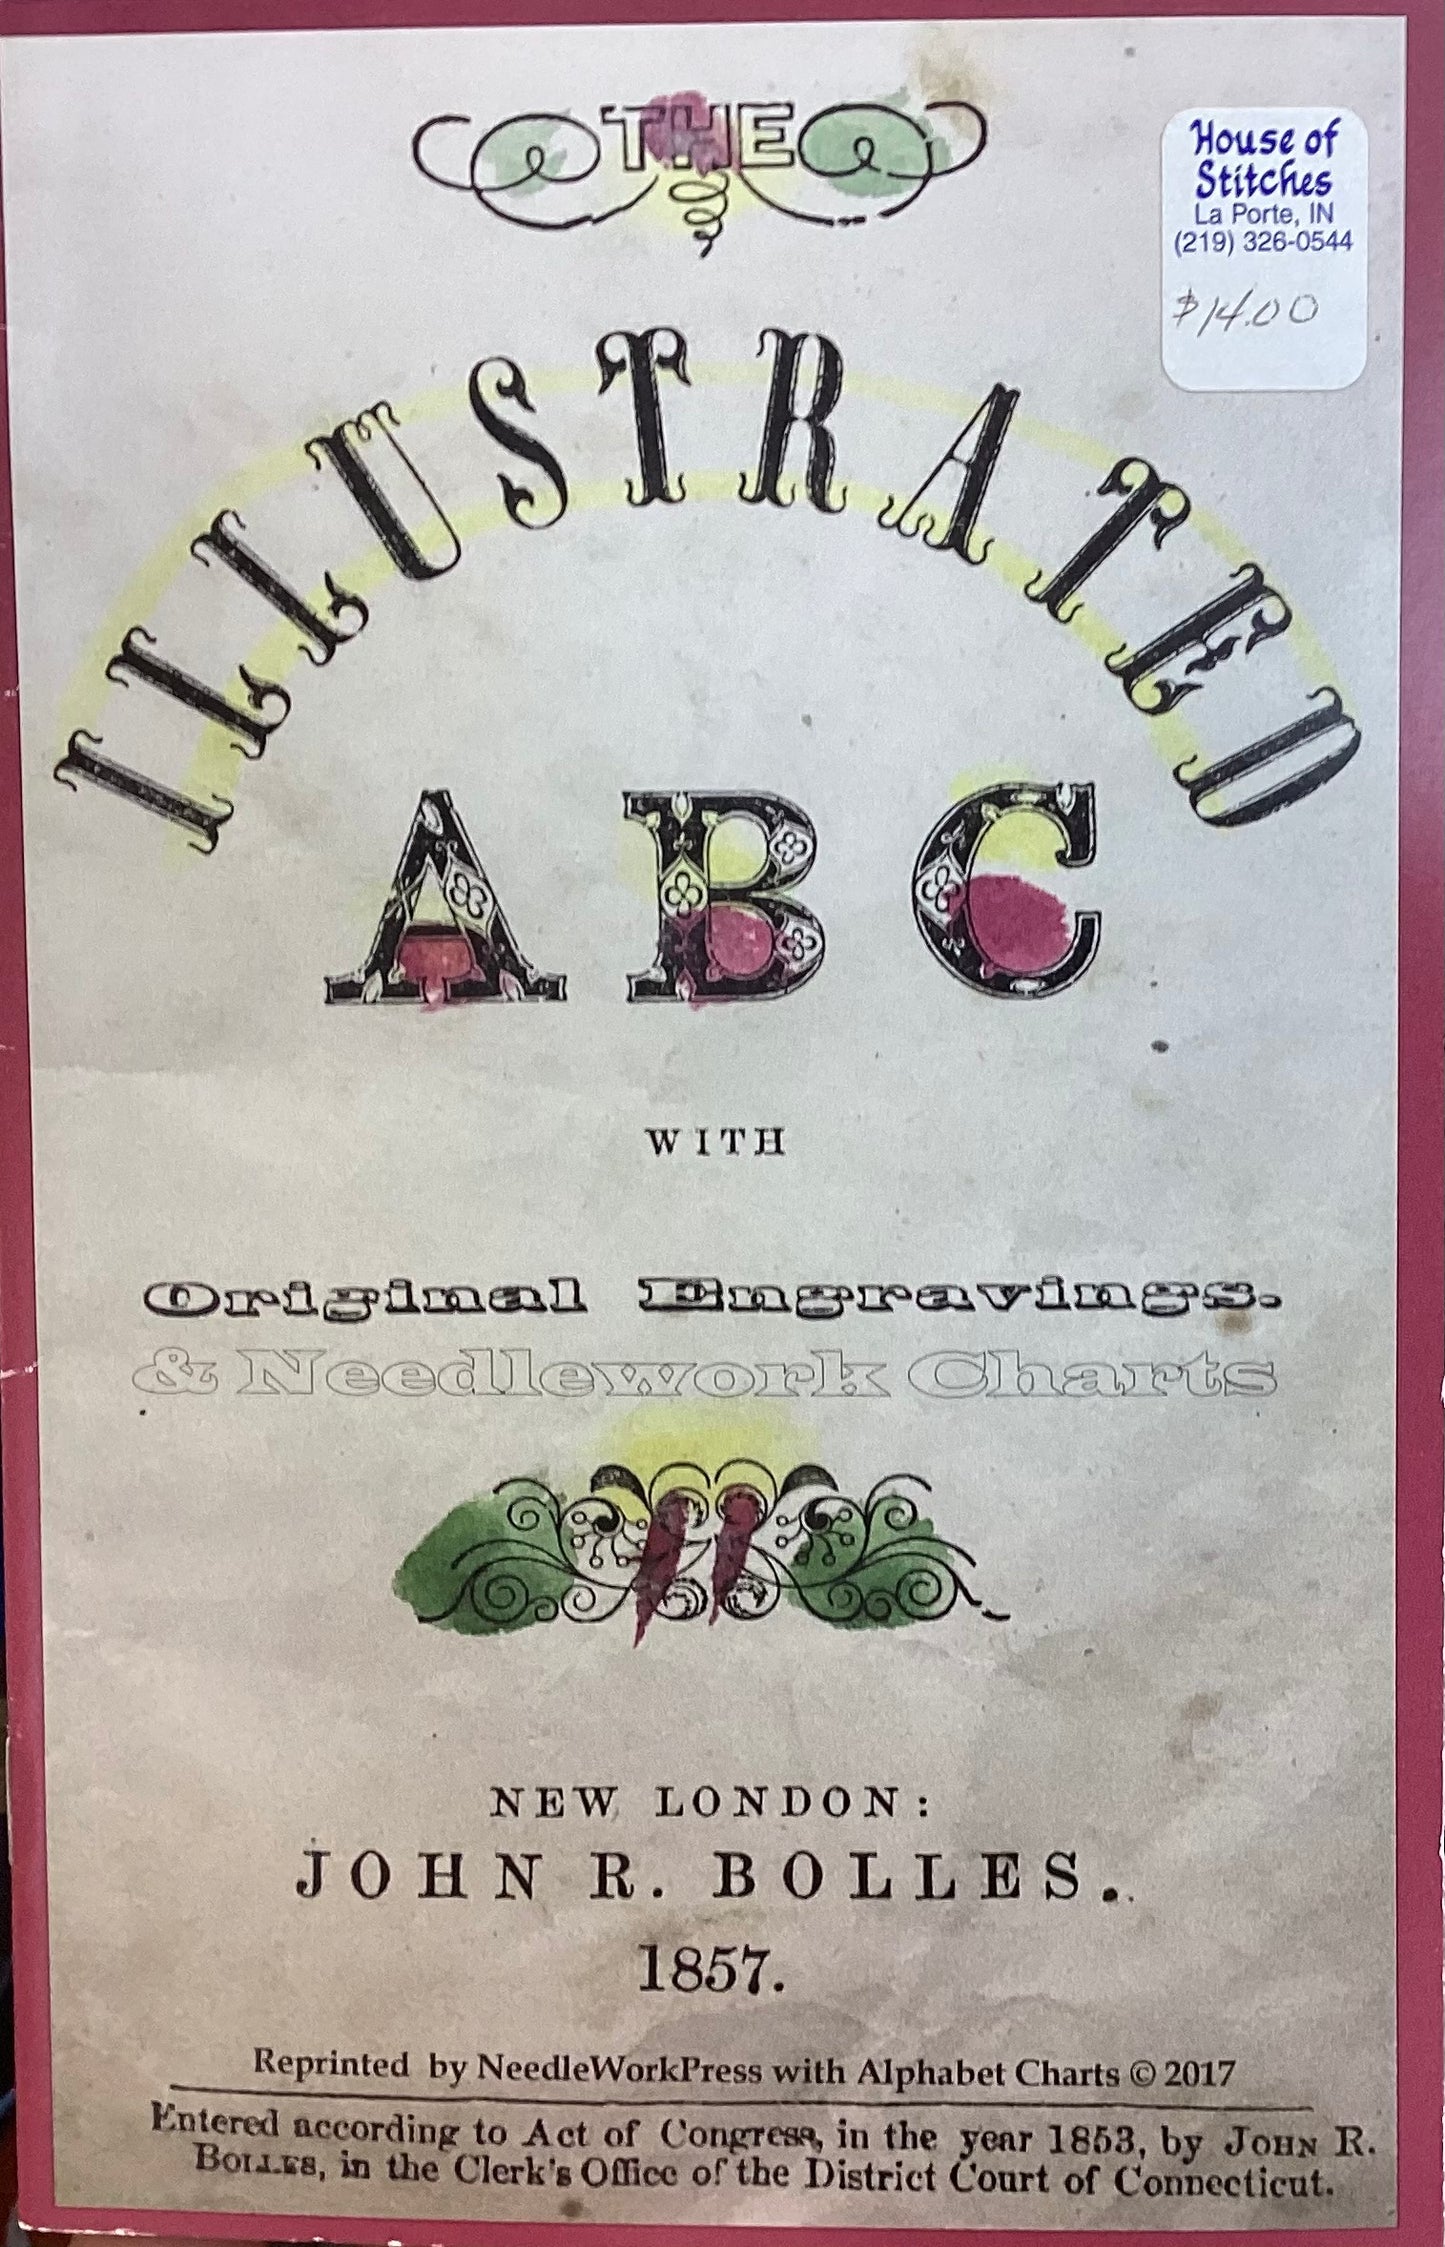 THE
House of
Stitches
La Porte, IN
(219) 326-0544
$14.00
ILLUSTRATED
A B C
WITH
Original Engravings.
& Needlework Charts
NEW LONDON:
JOHN R. BOLLES.
1857.
Reprinted by NeedleWorkPress with Alphabet Charts © 2017
Entered according to Act of Congress, in the year 1853, by JOHN R.
BOLLES, in the Clerk's Office of the District Court of Connecticut.